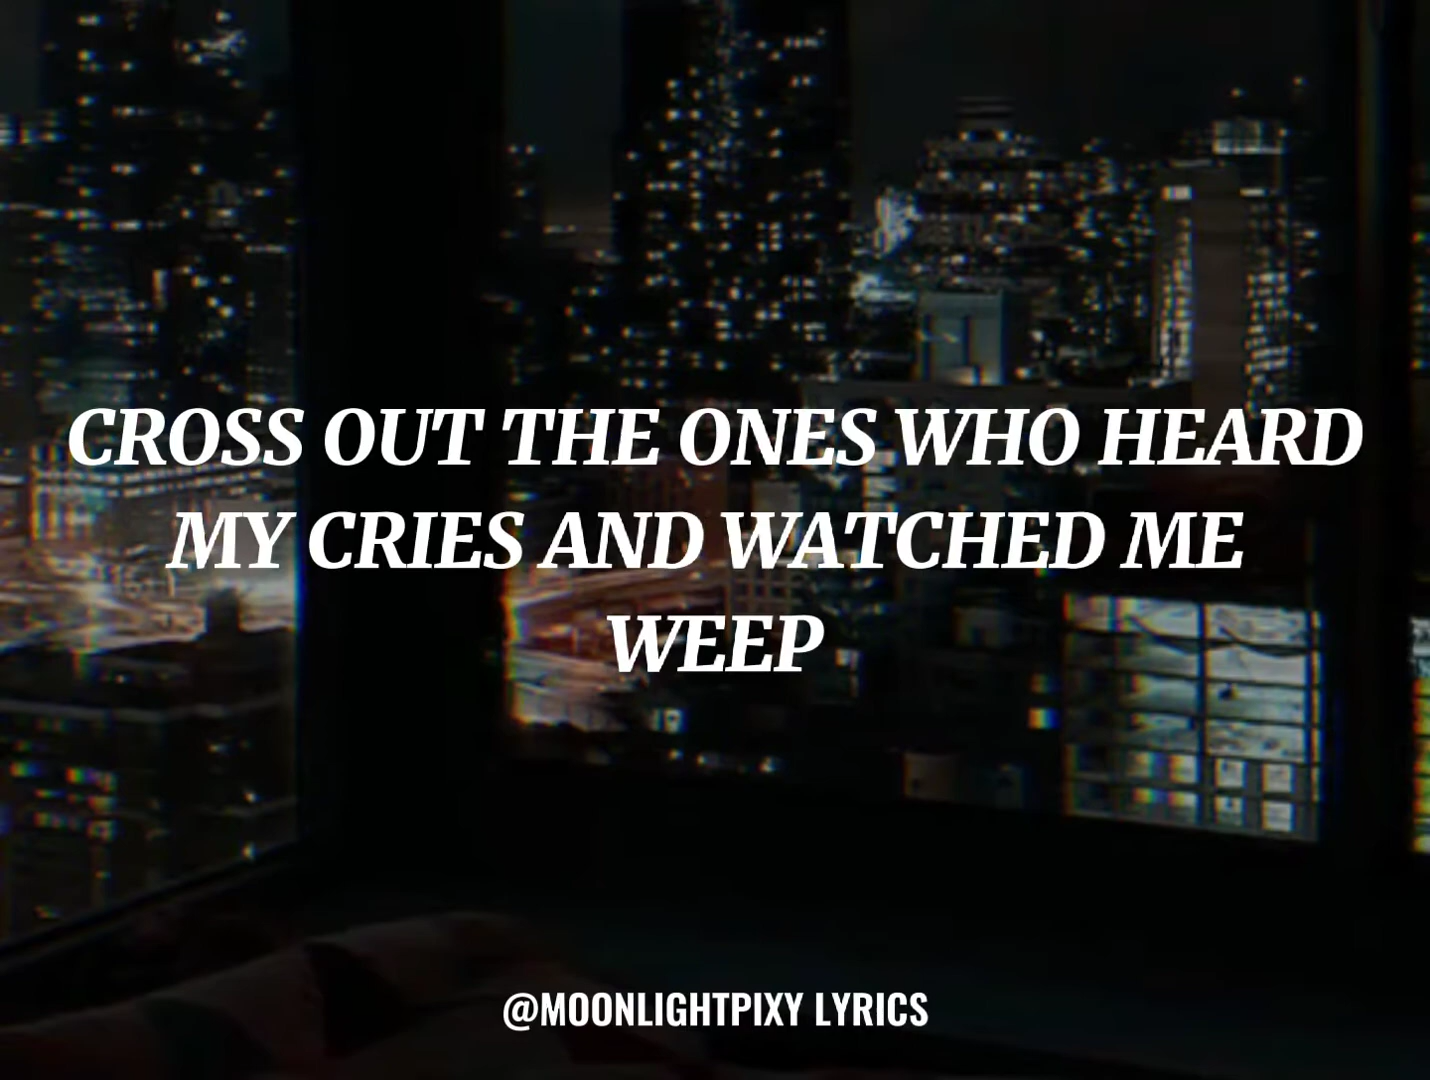 CROSS OUT THE ONES WHO HEARD
MY CRIES AND WATCHED ME
WEEP
@MOONLIGHTPIXY LYRICS